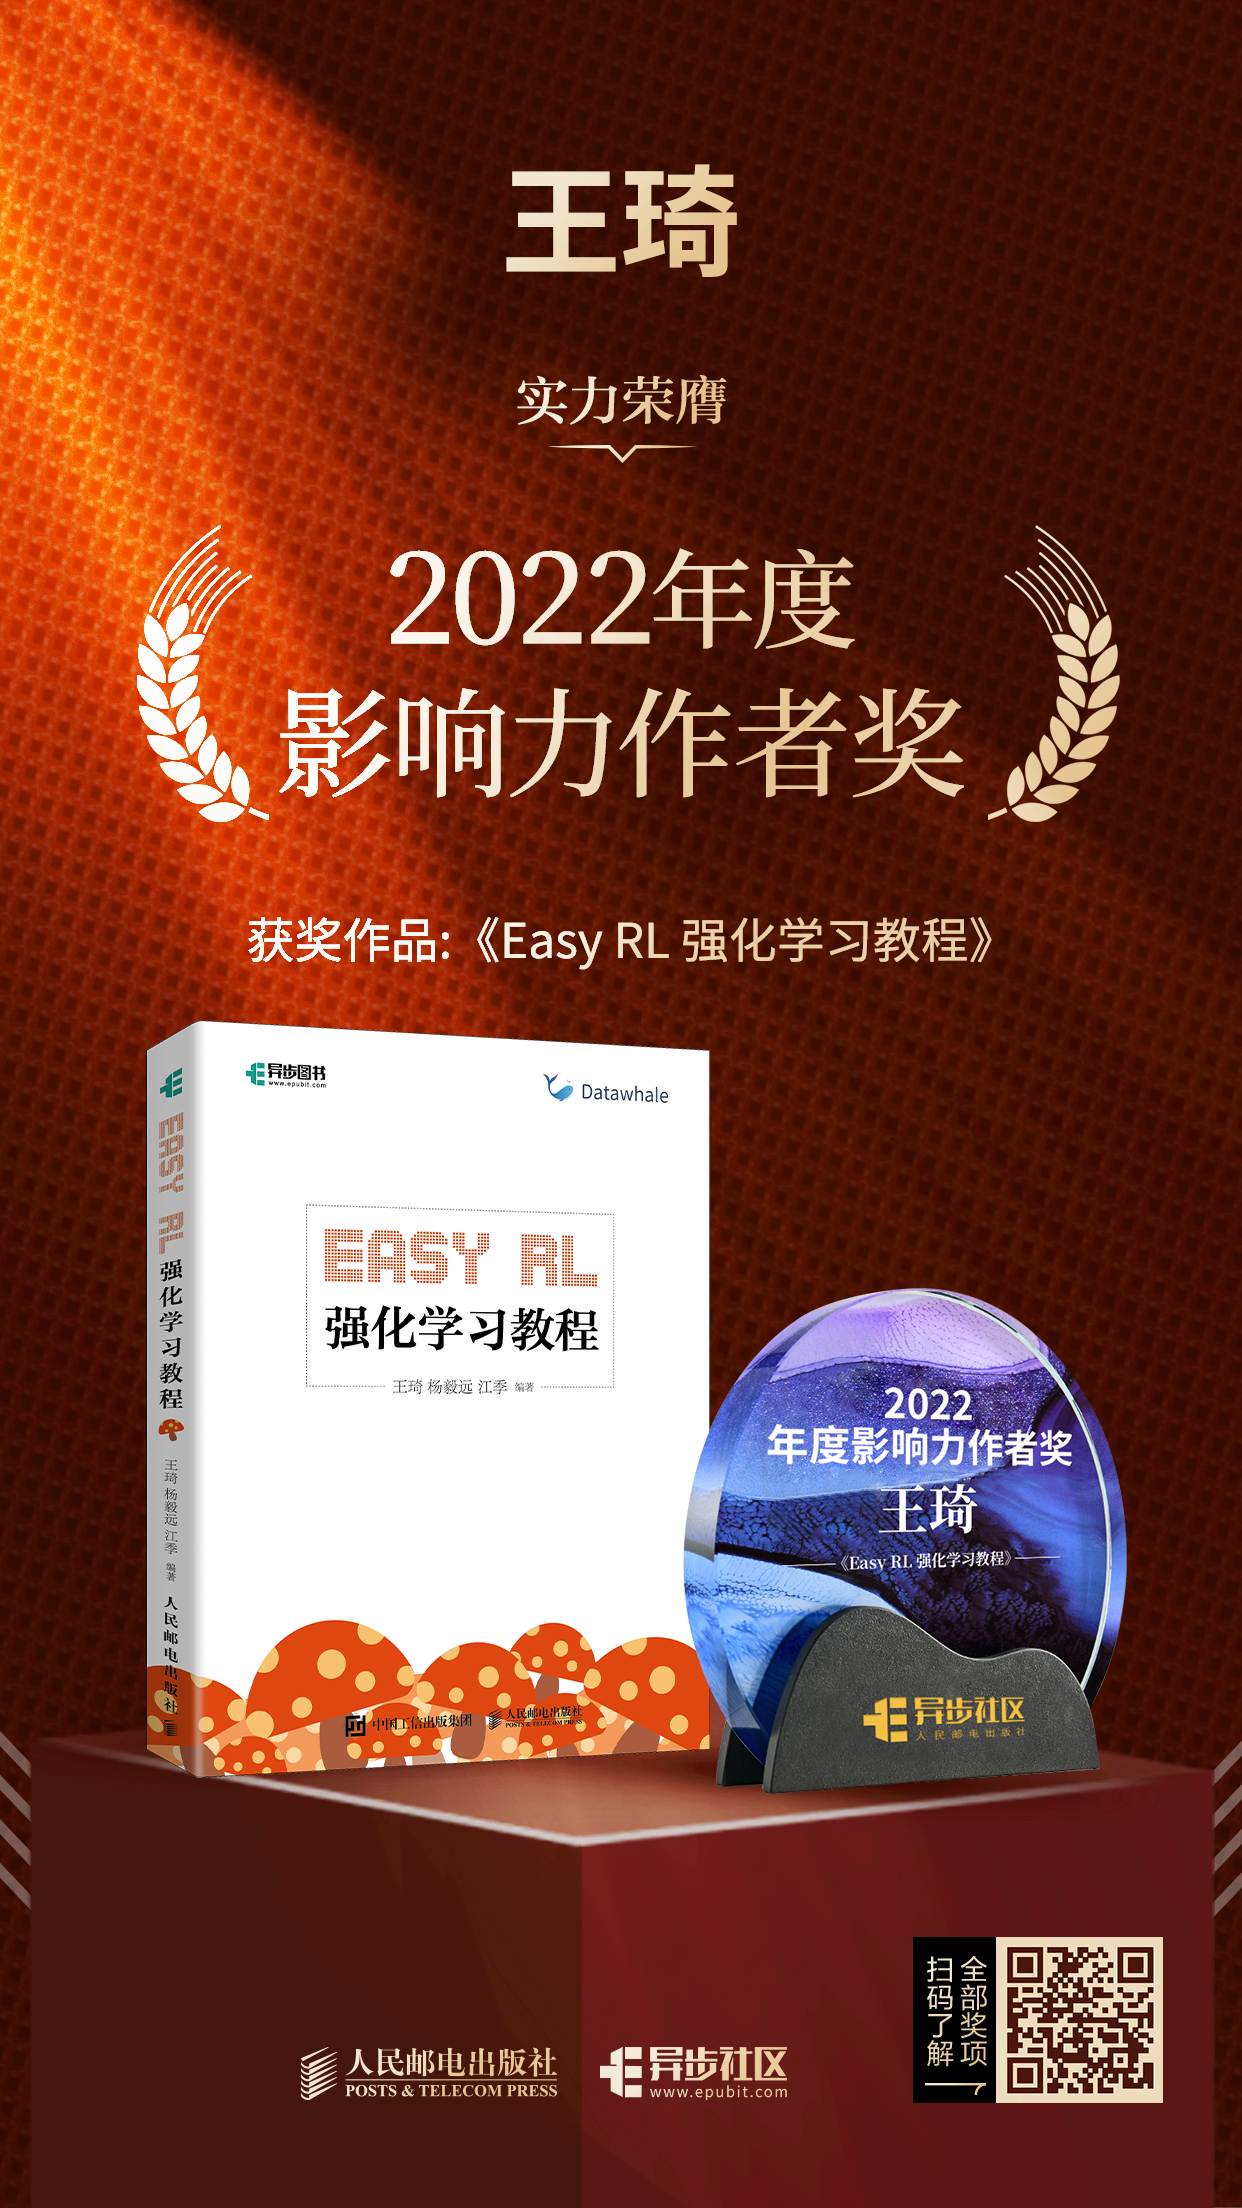 王琦
实力荣膺
2022年度
影响力作者奖
获奖作品:《Easy RL 强化学习教程》
异步图书
www.epubit.com
Datawhale
EASY RL
强化学习教程
王琦 杨毅远 江季 编著
中国工信出版集团
人民邮电出版社
POSTS & TELECOM PRESS
EASY RL 强化学习教程
王琦 杨毅远 江季 编著
人民邮电出版社
2022
年度影响力作者奖
王琦
《Easy RL 强化学习教程》
异步社区
人民邮电出版社
全部奖项
扫码了解
人民邮电出版社
POSTS & TELECOM PRESS
异步社区
www.epubit.com